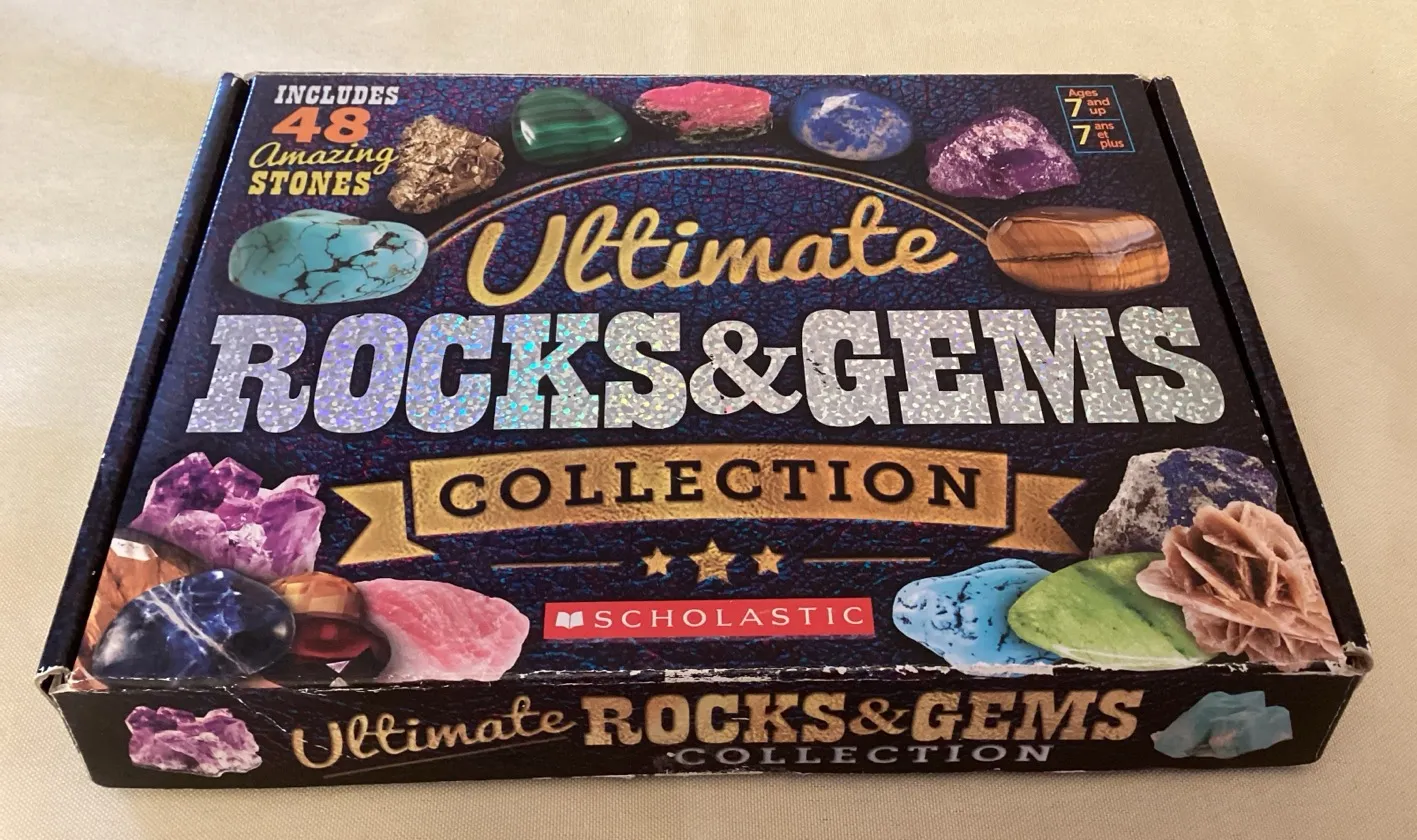 INCLUDES
48
Amazing
STONES
Ages
7 and up
7 ans et plus
Ultimate
ROCKS & GEMS
COLLECTION
SCHOLASTIC
Ultimate ROCKS & GEMS
COLLECTION